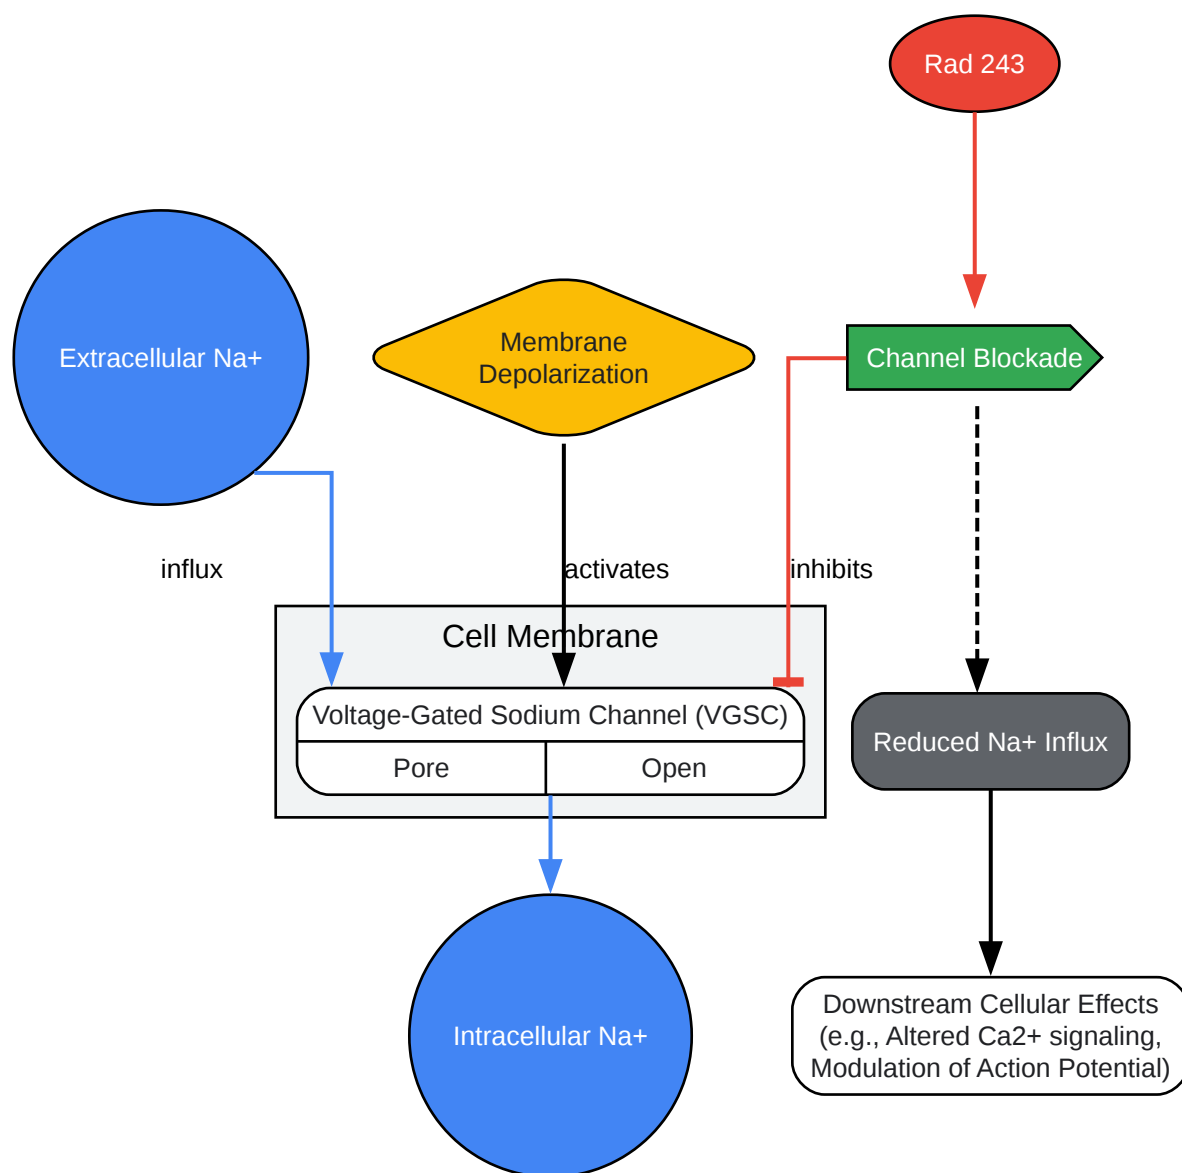 Rad 243
Extracellular Na+
Membrane
Depolarization
Channel Blockade
influx
activates
inhibits
Cell Membrane
Voltage-Gated Sodium Channel (VGSC)
Pore
Open
Reduced Na+ Influx
Intracellular Na+
Downstream Cellular Effects
(e.g., Altered Ca2+ signaling,
Modulation of Action Potential)